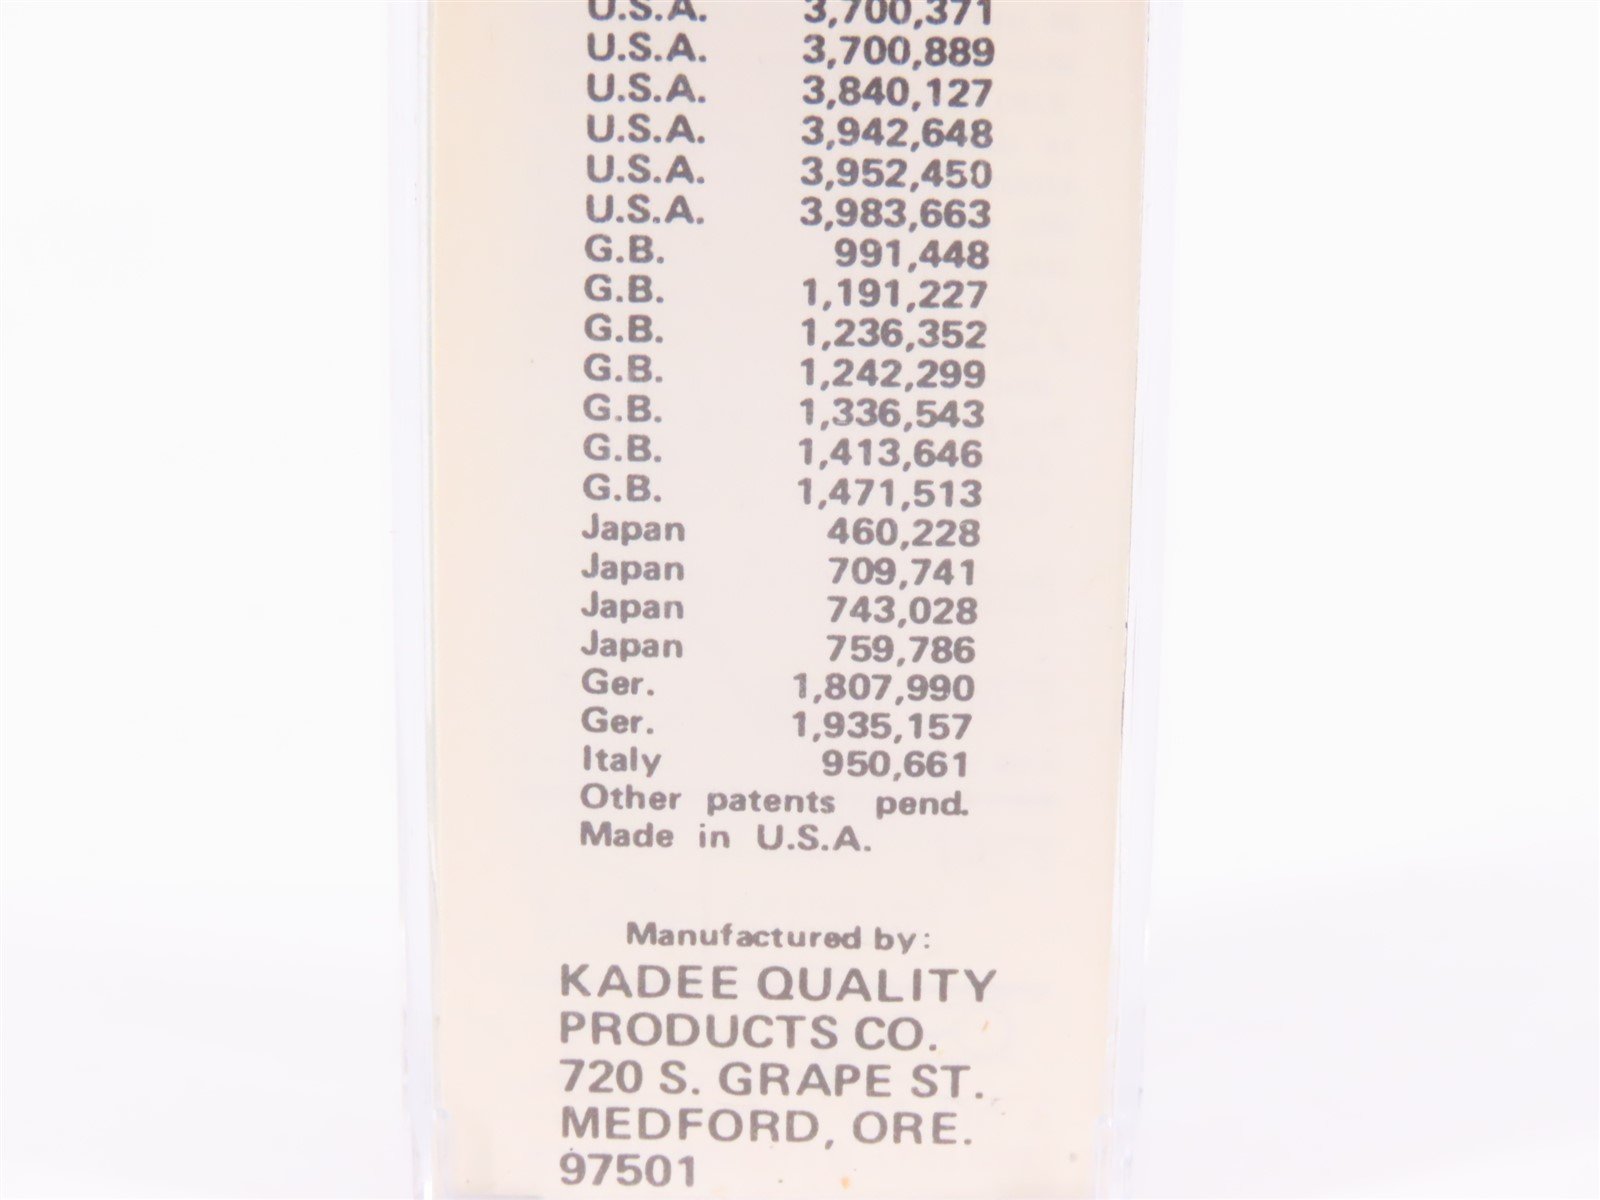 U.S.A. 3,700,371
U.S.A. 3,700,889
U.S.A. 3,840,127
U.S.A. 3,942,648
U.S.A. 3,952,450
U.S.A. 3,983,663
G.B. 991,448
G.B. 1,191,227
G.B. 1,236,352
G.B. 1,242,299
G.B. 1,336,543
G.B. 1,413,646
G.B. 1,471,513
Japan 460,228
Japan 709,741
Japan 743,028
Japan 759,786
Ger. 1,807,990
Ger. 1,935,157
Italy 950,661
Other patents pend.
Made in U.S.A.
Manufactured by:
KADEE QUALITY
PRODUCTS CO.
720 S. GRAPE ST.
MEDFORD, ORE.
97501